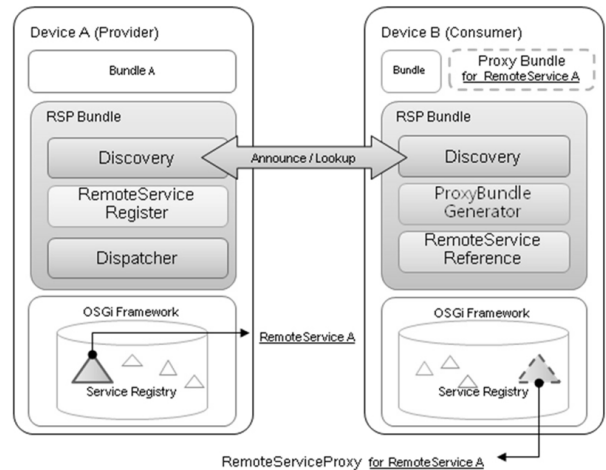 Device A (Provider)
Bundle A
RSP Bundle
Discovery
RemoteService
Register
Dispatcher
OSGi Framework
Service Registry
RemoteService A
Announce / Lookup
Device B (Consumer)
Bundle
Proxy Bundle
for RemoteService A
RSP Bundle
Discovery
ProxyBundle
Generator
RemoteService
Reference
OSGi Framework
Service Registry
RemoteServiceProxy for RemoteService A